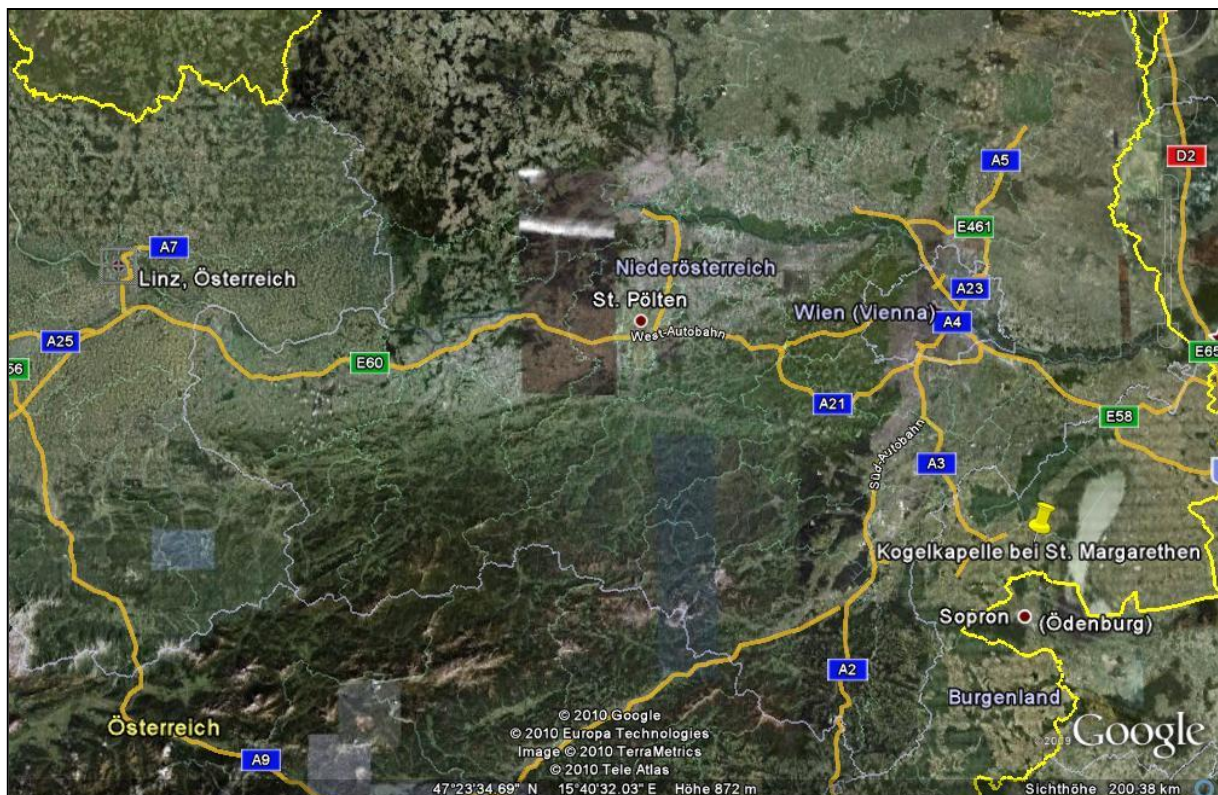 A5
D2
E461
A7
Niederösterreich
Linz, Österreich
A23
St. Pölten
Wien (Vienna)
A4
West-Autobahn
A25
E65
E60
56
A21
E58
Süd-Autobahn
A3
Kogelkapelle bei St. Margarethen
Sopron
(Ödenburg)
A2
Burgenland
Österreich
© 2010 Google
© 2010 Europa Technologies
Image © 2010 TerraMetrics
© 2010 Tele Atlas
©2009 Google
A9
47°23'34.69" N 15°40'32.03" E Höhe 872 m
Sichthöhe 200.38 km